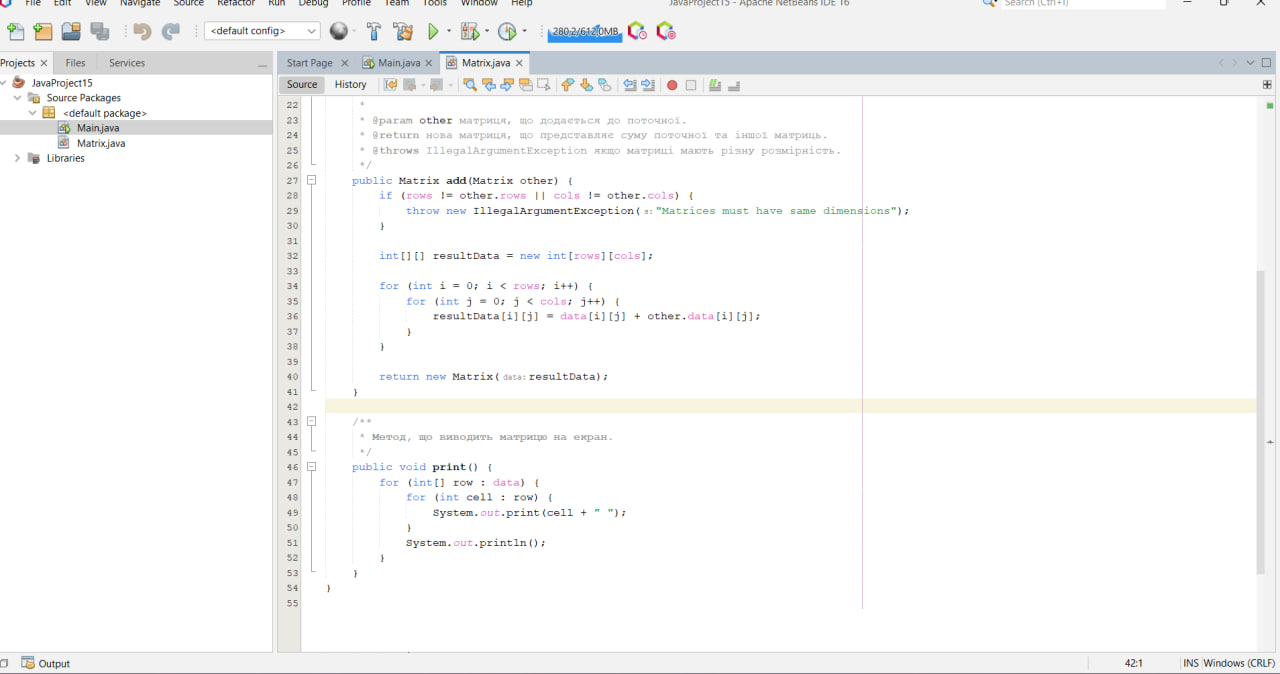 File Edit View Navigate Source Refactor Run Debug Profile Team Tools Window Help JavaProject15 - Apache NetBeans IDE 16 Search (Ctrl+I)
<default config> 280.2/612.0MB
Projects Files Services
JavaProject15
Source Packages
<default package>
Main.java
Matrix.java
Libraries
Start Page Main.java Matrix.java
Source History
22 *
23 * @param other матриця, що додається до поточної.
24 * @return нова матриця, що представляє суму поточної та іншої матриць.
25 * @throws IllegalArgumentException якщо матриці мають різну розмірність.
26 */
27 public Matrix add(Matrix other) {
28 if (rows != other.rows || cols != other.cols) {
29 throw new IllegalArgumentException(s:"Matrices must have same dimensions");
30 }
31
32 int[][] resultData = new int[rows][cols];
33
34 for (int i = 0; i < rows; i++) {
35 for (int j = 0; j < cols; j++) {
36 resultData[i][j] = data[i][j] + other.data[i][j];
37 }
38 }
39
40 return new Matrix(data:resultData);
41 }
42
43 /**
44 * Метод, що виводить матрицю на екран.
45 */
46 public void print() {
47 for (int[] row : data) {
48 for (int cell : row) {
49 System.out.print(cell + " ");
50 }
51 System.out.println();
52 }
53 }
54 }
55
Output 42:1 INS Windows (CRLF)